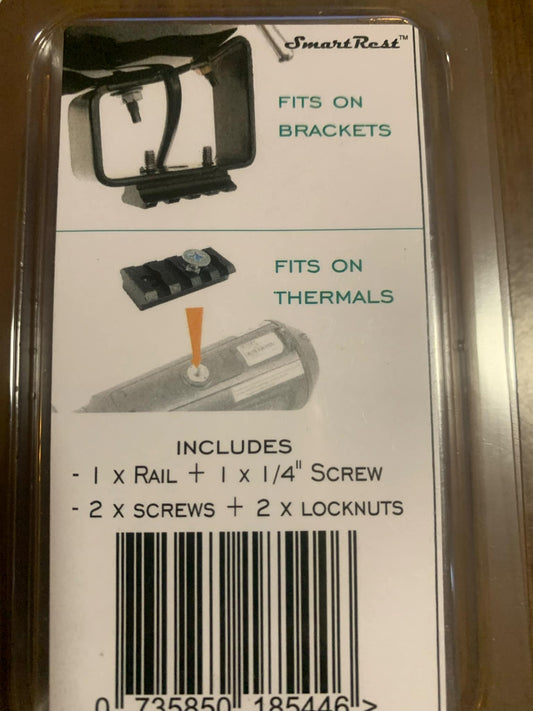 SmartRest™
FITS ON
BRACKETS
FITS ON
THERMALS
INCLUDES
- 1 x RAIL + 1 x 1/4" SCREW
- 2 x SCREWS + 2 x LOCKNUTS
0 735850 185446 >